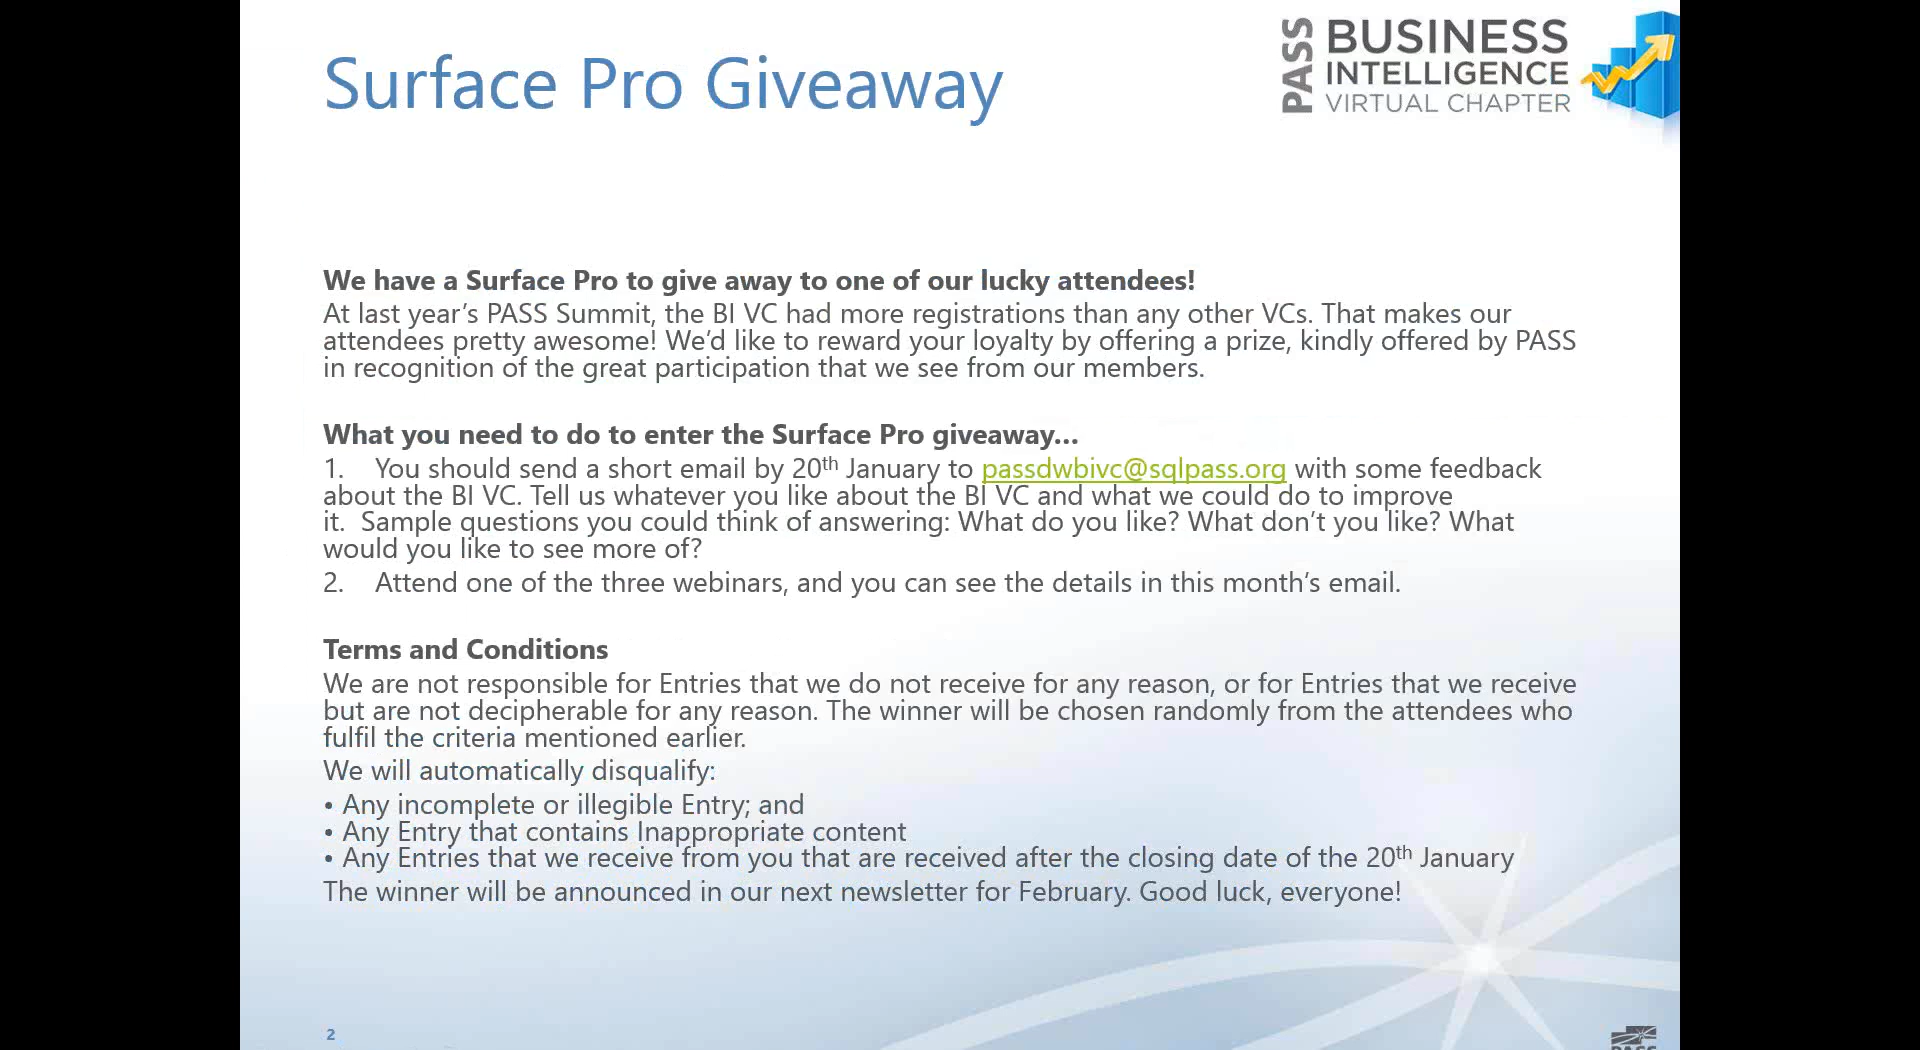 Surface Pro Giveaway
PASS
BUSINESS
INTELLIGENCE
VIRTUAL CHAPTER
We have a Surface Pro to give away to one of our lucky attendees!
At last year’s PASS Summit, the BI VC had more registrations than any other VCs. That makes our
attendees pretty awesome! We’d like to reward your loyalty by offering a prize, kindly offered by PASS
in recognition of the great participation that we see from our members.
What you need to do to enter the Surface Pro giveaway...
1. You should send a short email by 20th January to passdwbivc@sqlpass.org with some feedback
about the BI VC. Tell us whatever you like about the BI VC and what we could do to improve
it. Sample questions you could think of answering: What do you like? What don’t you like? What
would you like to see more of?
2. Attend one of the three webinars, and you can see the details in this month’s email.
Terms and Conditions
We are not responsible for Entries that we do not receive for any reason, or for Entries that we receive
but are not decipherable for any reason. The winner will be chosen randomly from the attendees who
fulfil the criteria mentioned earlier.
We will automatically disqualify:
• Any incomplete or illegible Entry; and
• Any Entry that contains Inappropriate content
• Any Entries that we receive from you that are received after the closing date of the 20th January
The winner will be announced in our next newsletter for February. Good luck, everyone!
2
PASS